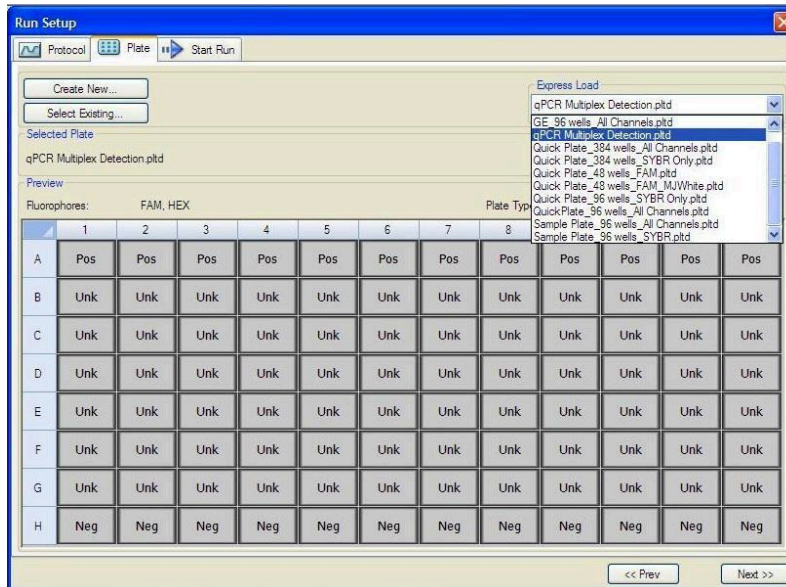 Run Setup
Protocol Plate Start Run
Create New...
Select Existing...
Express Load
qPCR Multiplex Detection.pltd
GE_96 wells_All Channels.pltd
qPCR Multiplex Detection.pltd
Quick Plate_384 wells_All Channels.pltd
Quick Plate_384 wells_SYBR Only.pltd
Quick Plate_48 wells_FAM.pltd
Quick Plate_48 wells_FAM_MJWhite.pltd
Quick Plate_96 wells_SYBR Only.pltd
QuickPlate_96 wells_All Channels.pltd
Sample Plate_96 wells_All Channels.pltd
Sample Plate_96 wells_SYBR.pltd
Selected Plate
qPCR Multiplex Detection.pltd
Preview
Fluorophores: FAM, HEX Plate Type
1 2 3 4 5 6 7 8
A Pos Pos Pos Pos Pos Pos Pos Pos Pos Pos Pos Pos
B Unk Unk Unk Unk Unk Unk Unk Unk Unk Unk Unk Unk
C Unk Unk Unk Unk Unk Unk Unk Unk Unk Unk Unk Unk
D Unk Unk Unk Unk Unk Unk Unk Unk Unk Unk Unk Unk
E Unk Unk Unk Unk Unk Unk Unk Unk Unk Unk Unk Unk
F Unk Unk Unk Unk Unk Unk Unk Unk Unk Unk Unk Unk
G Unk Unk Unk Unk Unk Unk Unk Unk Unk Unk Unk Unk
H Neg Neg Neg Neg Neg Neg Neg Neg Neg Neg Neg Neg
<< Prev Next >>